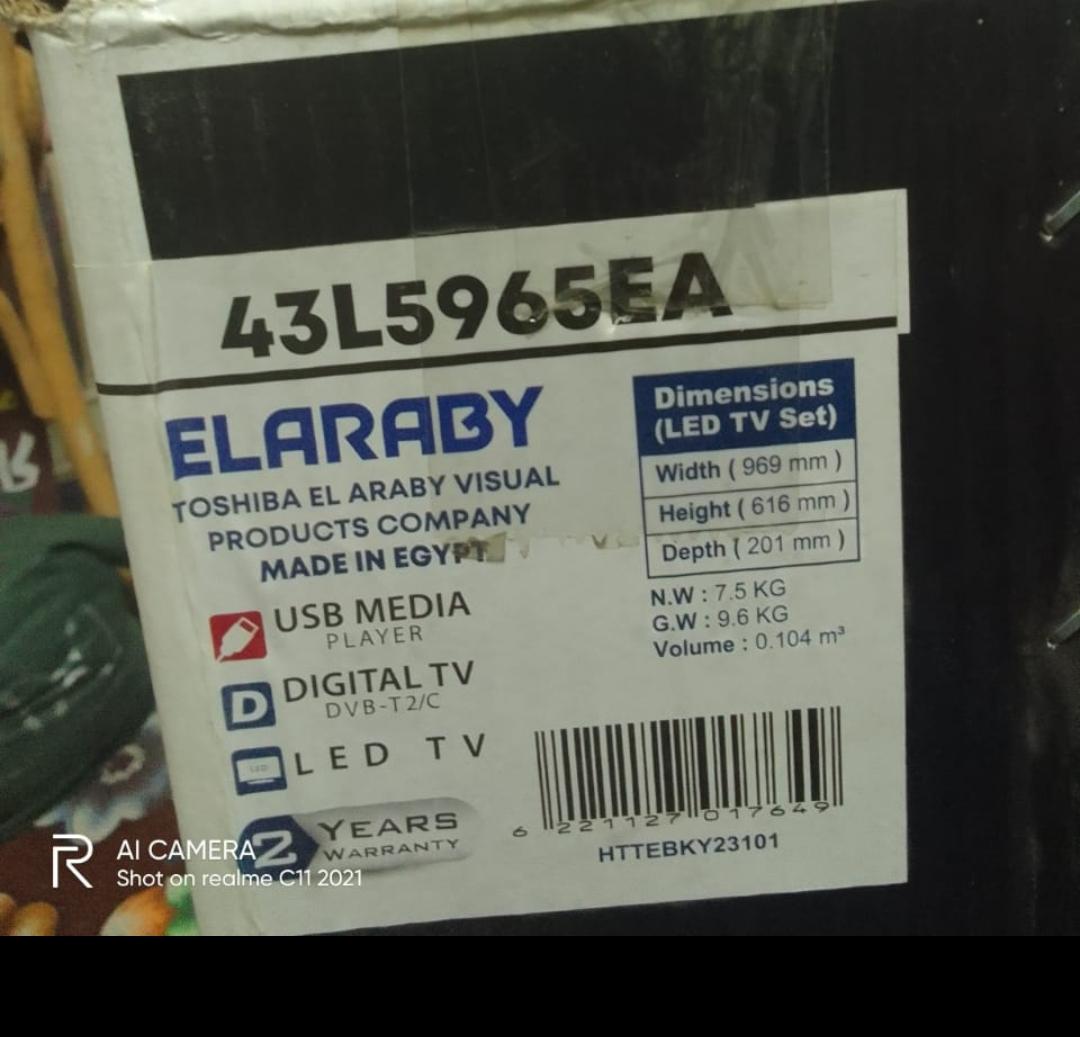 43L5965EA
ELARABY
TOSHIBA EL ARABY VISUAL
PRODUCTS COMPANY
MADE IN EGYPT
USB MEDIA
PLAYER
D
DIGITAL TV
DVB-T2/C
LED
LED TV
2
YEARS
WARRANTY
Dimensions
(LED TV Set)
Width ( 969 mm )
Height ( 616 mm )
Depth ( 201 mm )
N.W : 7.5 KG
G.W : 9.6 KG
Volume : 0.104 m³
6 221127 017649
HTTEBKY23101
R
AI CAMERA
Shot on realme C11 2021